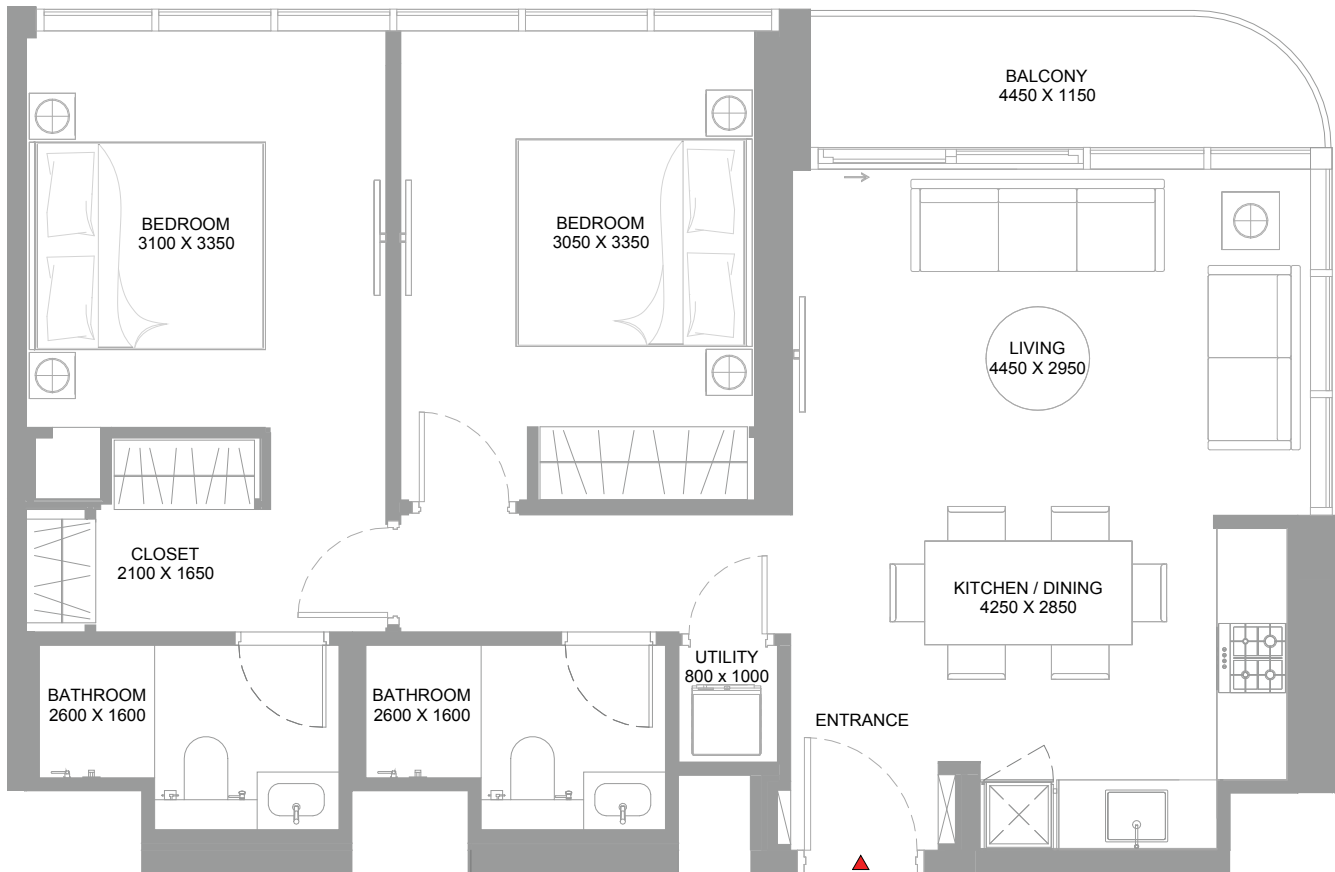 BALCONY
4450 X 1150
BEDROOM
3100 X 3350
BEDROOM
3050 X 3350
LIVING
4450 X 2950
CLOSET
2100 X 1650
KITCHEN / DINING
4250 X 2850
BATHROOM
2600 X 1600
BATHROOM
2600 X 1600
UTILITY
800 x 1000
ENTRANCE